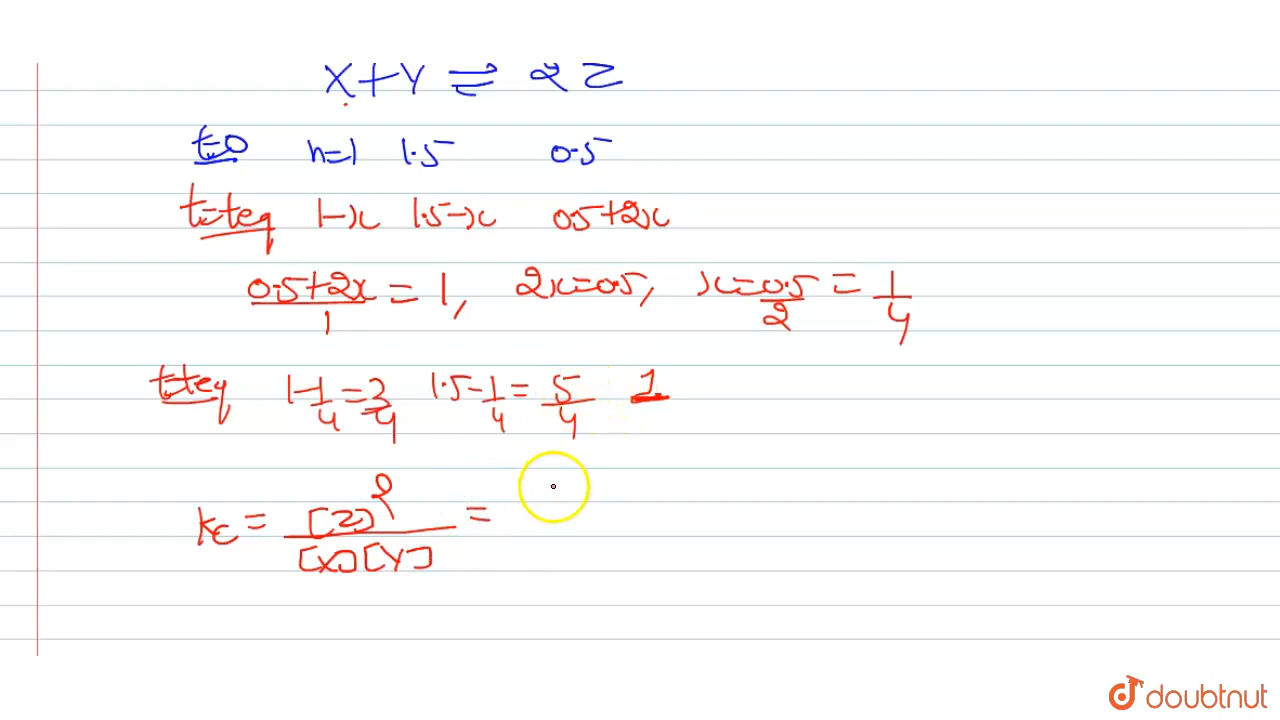 X+Y ⇌ 2Z
t=0 n=1 1.5 0.5
t=teq 1-x 1.5-x 0.5+2x
(0.5+2x)/1 = 1, 2x=0.5, x=0.5/2 = 1/4
t=teq 1-1/4=3/4 1.5-1/4=5/4 1.
Kc = [Z]²/[X][Y] =
doubtnut